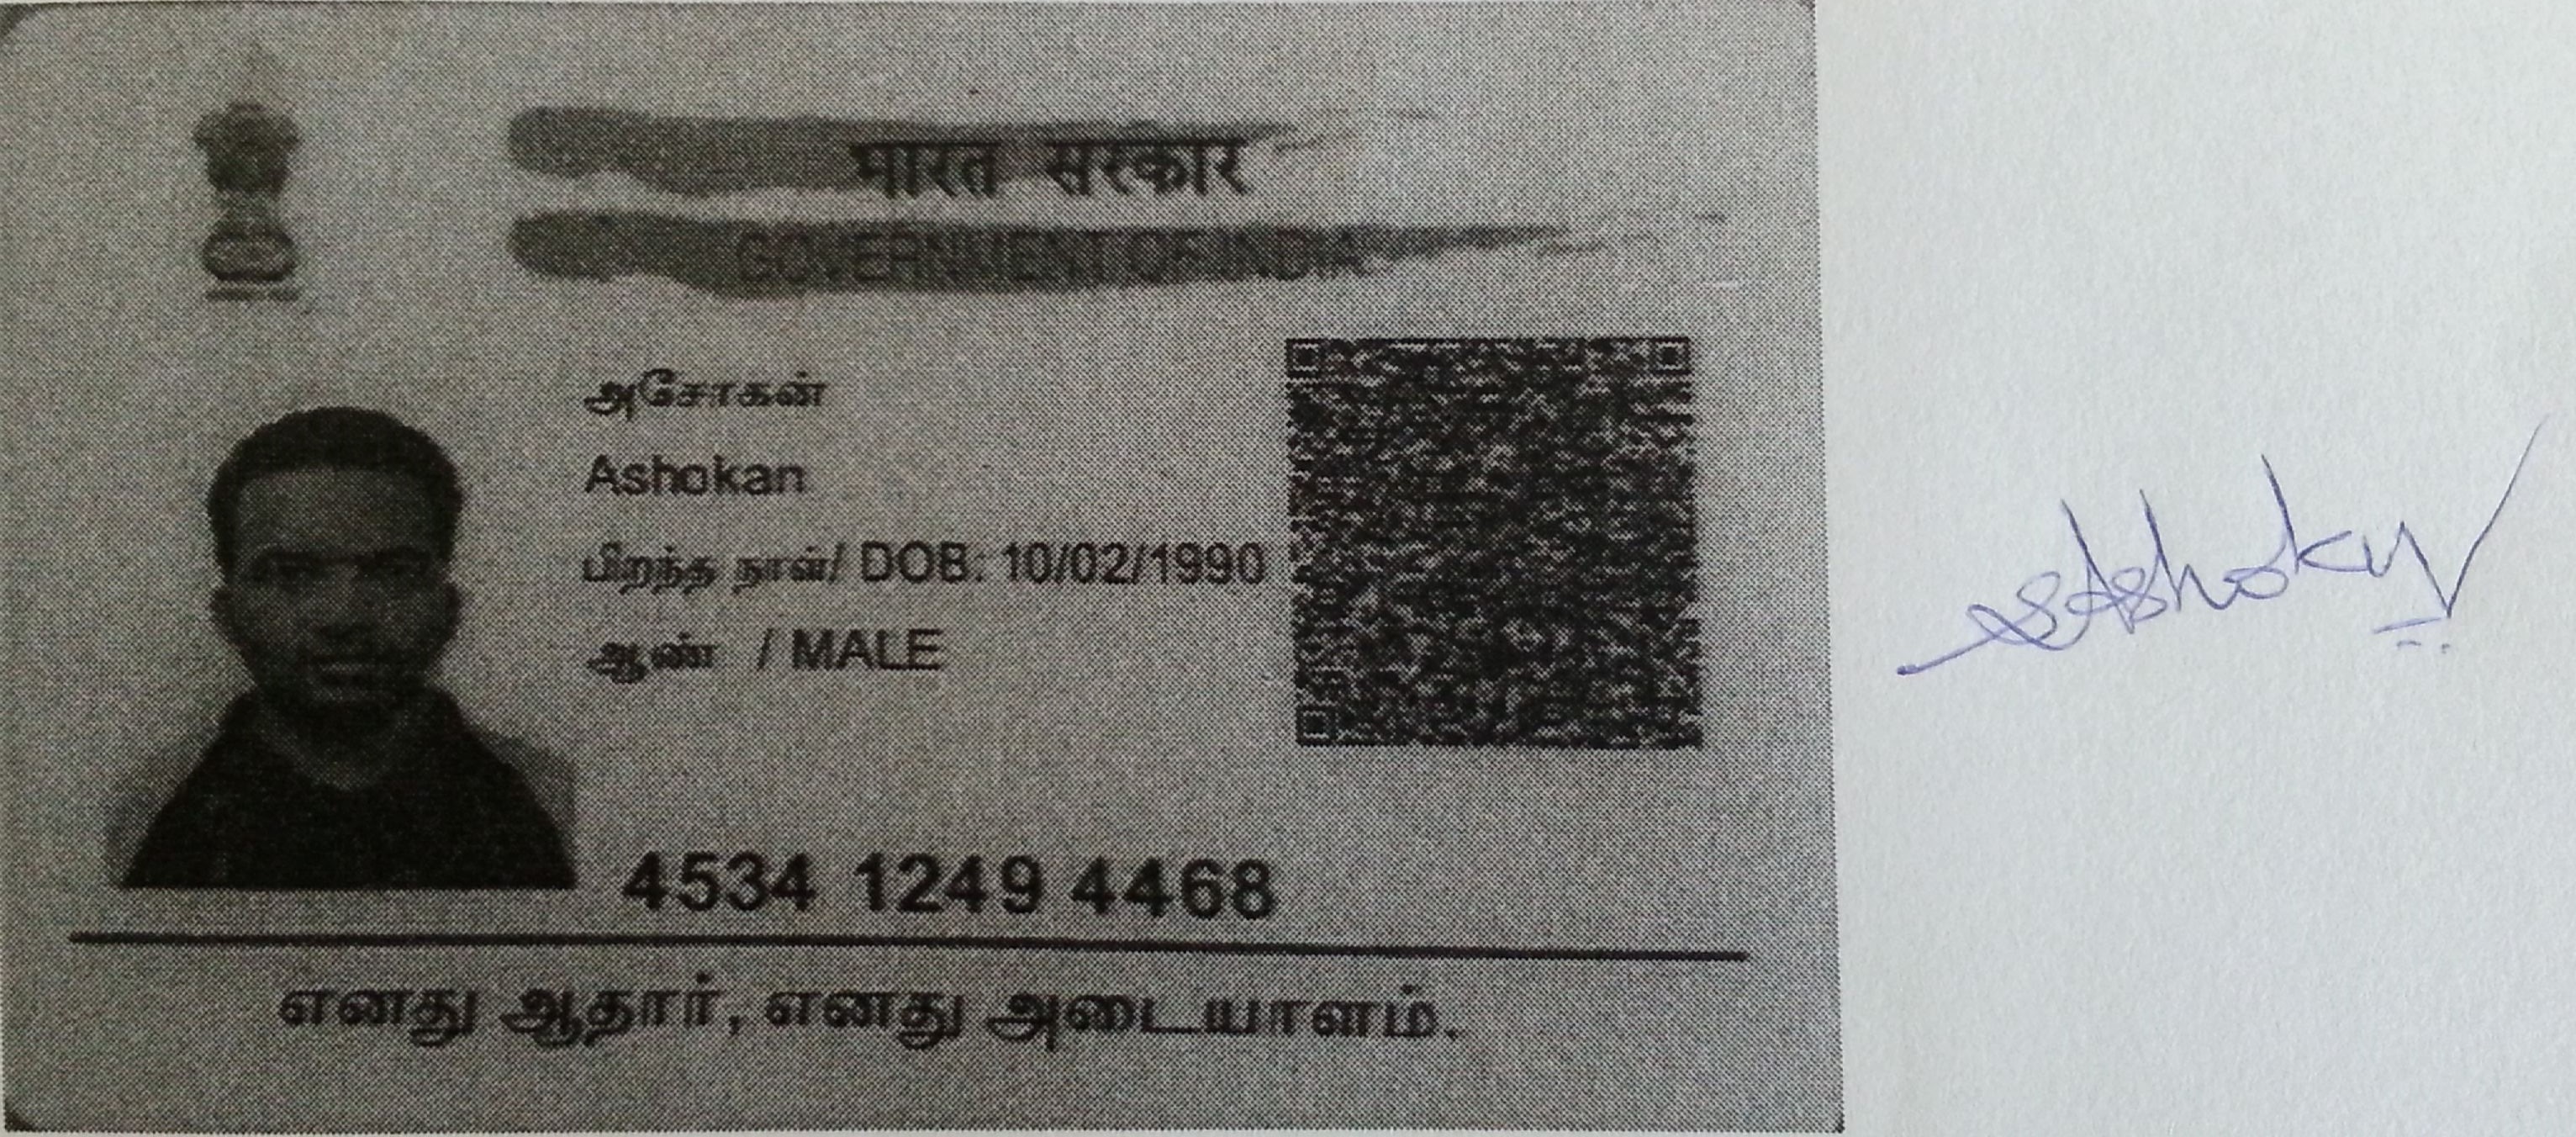 भारत सरकार
GOVERNMENT OF INDIA
அசோகன்
Ashokan
பிறந்த நாள்/ DOB: 10/02/1990
ஆண் / MALE
4534 1249 4468
எனது ஆதார், எனது அடையாளம்.